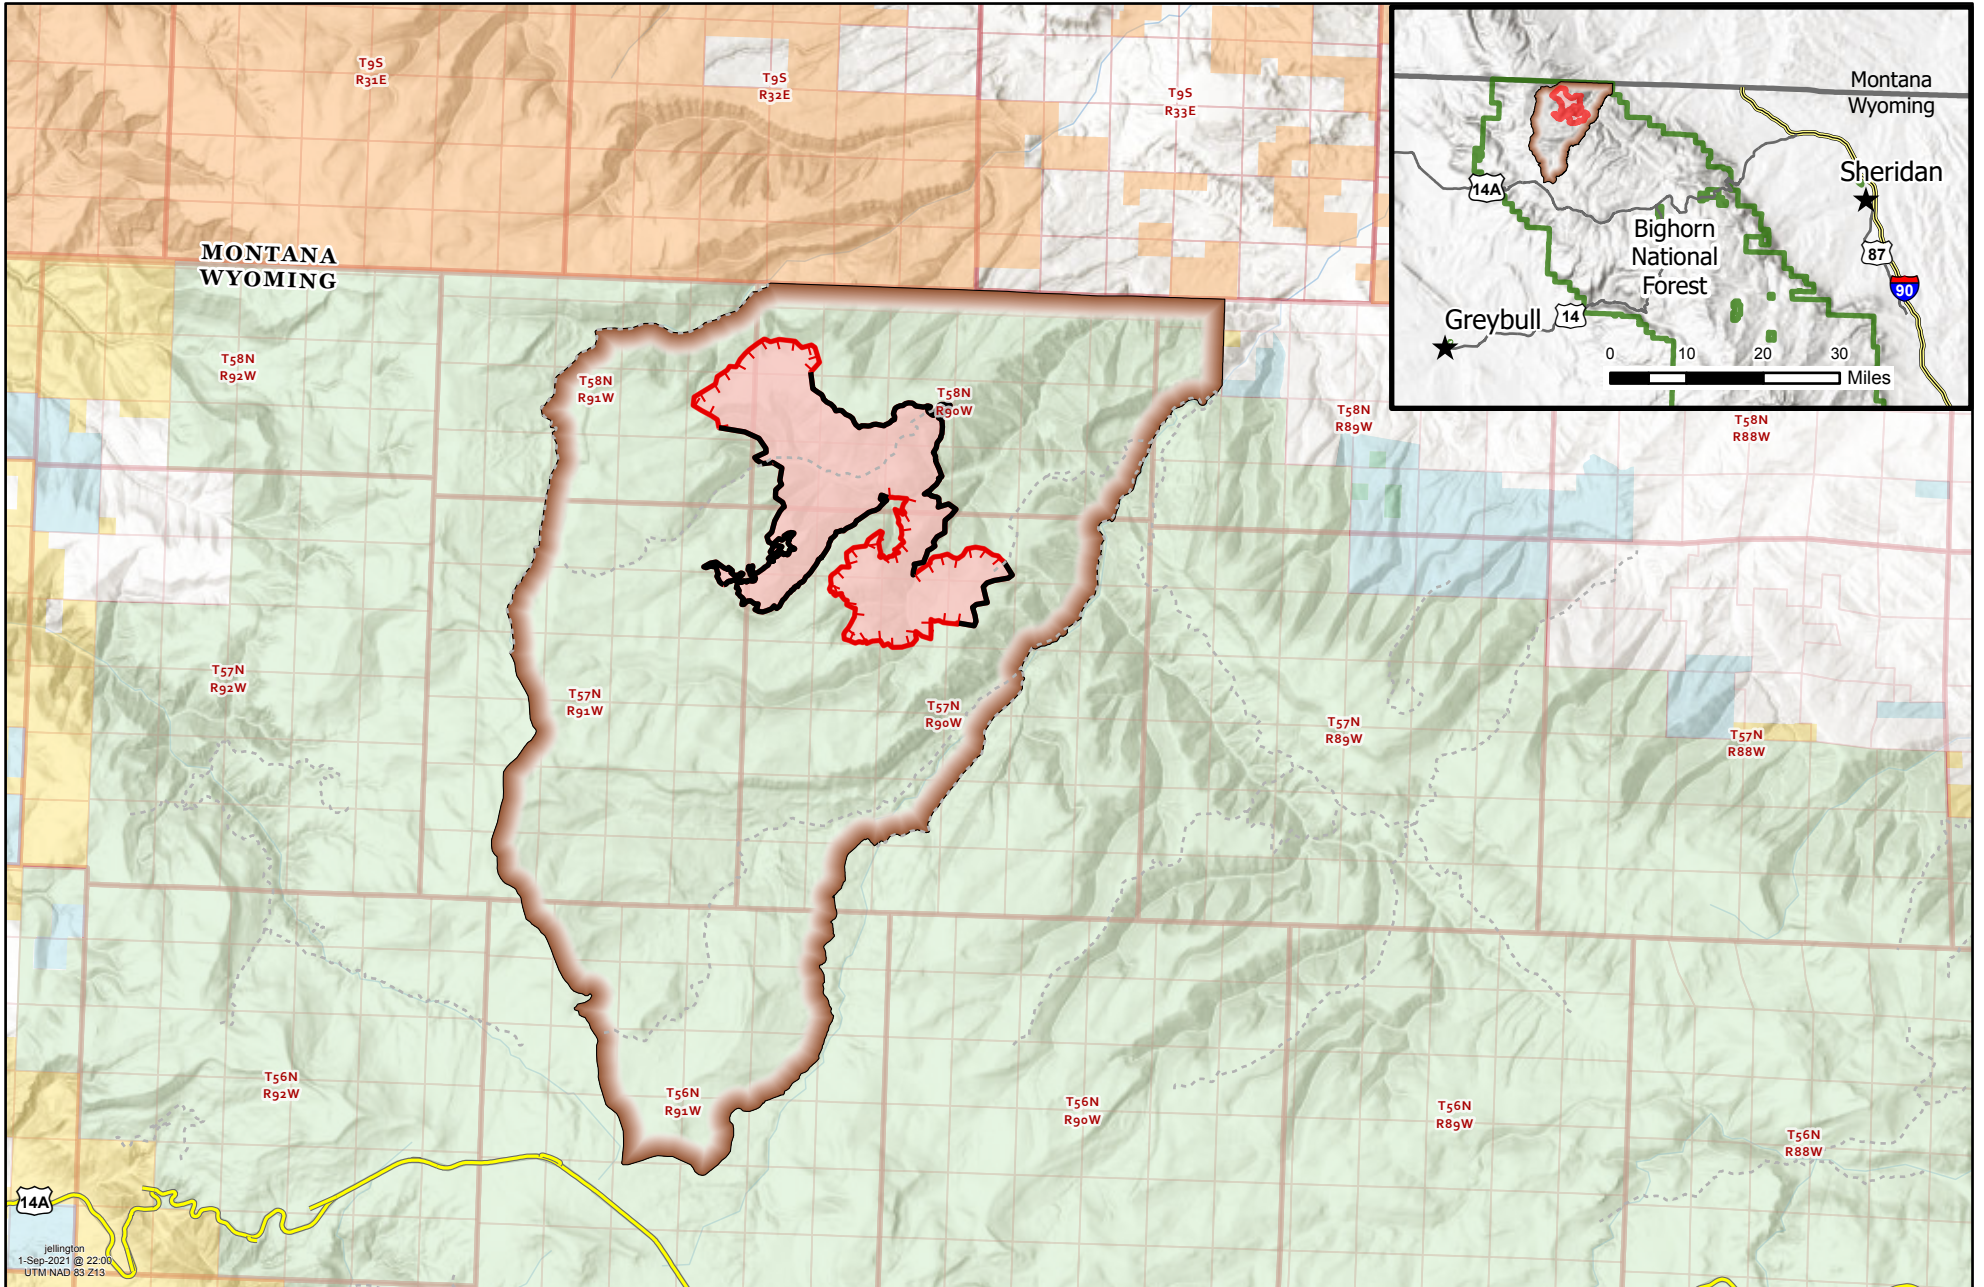 T9S
R31E
T9S
R32E
T9S
R33E
MONTANA
WYOMING
Montana
Wyoming
Sheridan
14A
Bighorn
National
Forest
87
90
Greybull
14
0 10 20 30
Miles
T58N
R92W
T58N
R91W
T58N
R90W
T58N
R89W
T58N
R88W
T57N
R92W
T57N
R91W
T57N
R90W
T57N
R89W
T57N
R88W
T56N
R92W
T56N
R91W
T56N
R90W
T56N
R89W
T56N
R88W
14A
jellington
1-Sep-2021 @ 22:00
UTM NAD 83 Z13